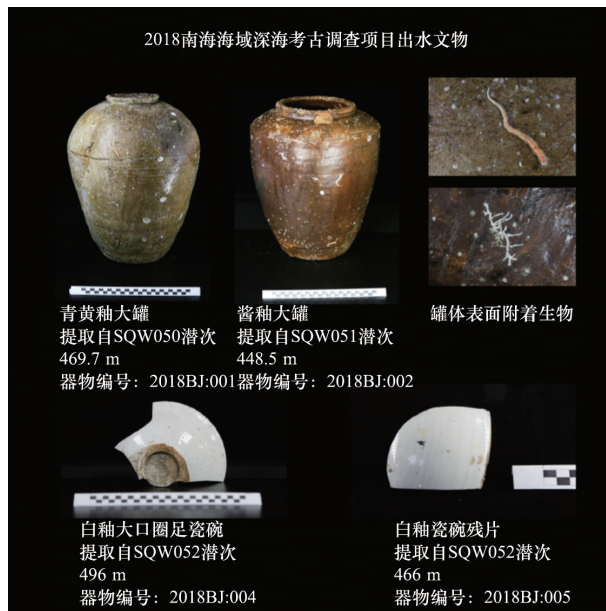 2018南海海域深海考古调查项目出水文物
青黄釉大罐
提取自SQW050潜次
469.7 m
器物编号：2018BJ:001
酱釉大罐
提取自SQW051潜次
448.5 m
器物编号：2018BJ:002
罐体表面附着生物
白釉大口圈足瓷碗
提取自SQW052潜次
496 m
器物编号：2018BJ:004
白釉瓷碗残片
提取自SQW052潜次
466 m
器物编号：2018BJ:005